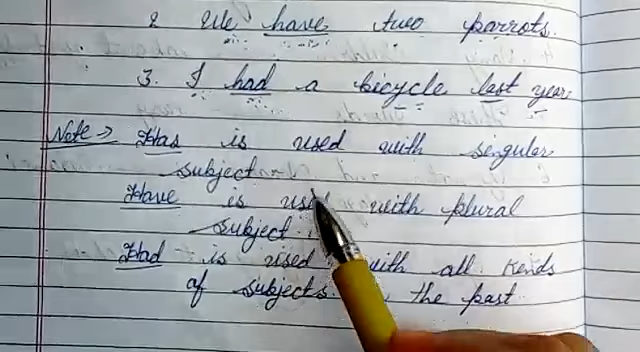 2. We have two parrots.
3. I had a bicycle last year.
Note → Has is used with singular
subject
Have is used with plural
subject.
Had is used with all kinds
of subjects. the past